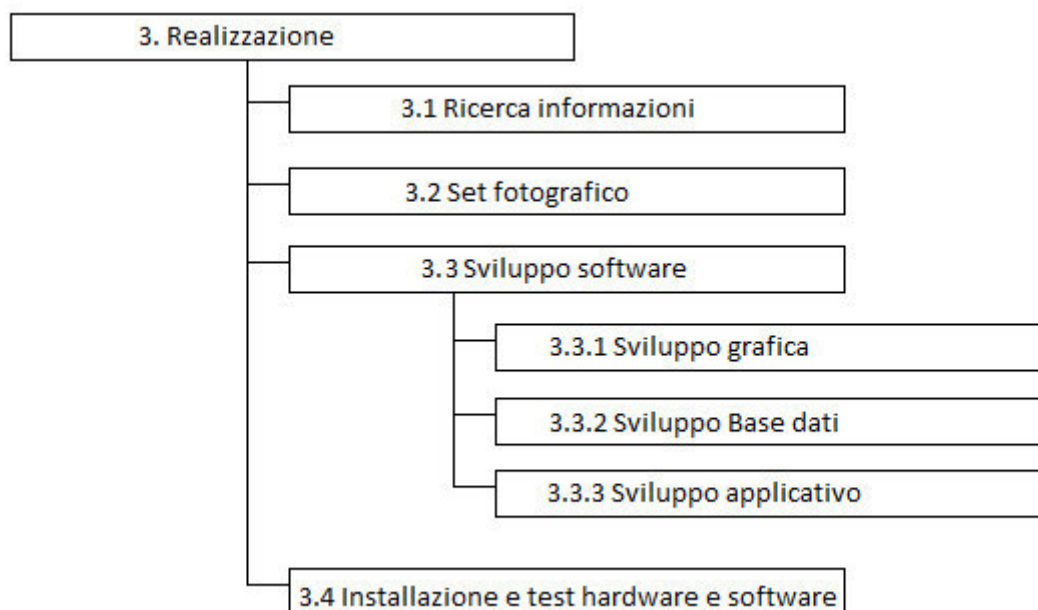 3. Realizzazione
3.1 Ricerca informazioni
3.2 Set fotografico
3.3 Sviluppo software
3.3.1 Sviluppo grafica
3.3.2 Sviluppo Base dati
3.3.3 Sviluppo applicativo
3.4 Installazione e test hardware e software